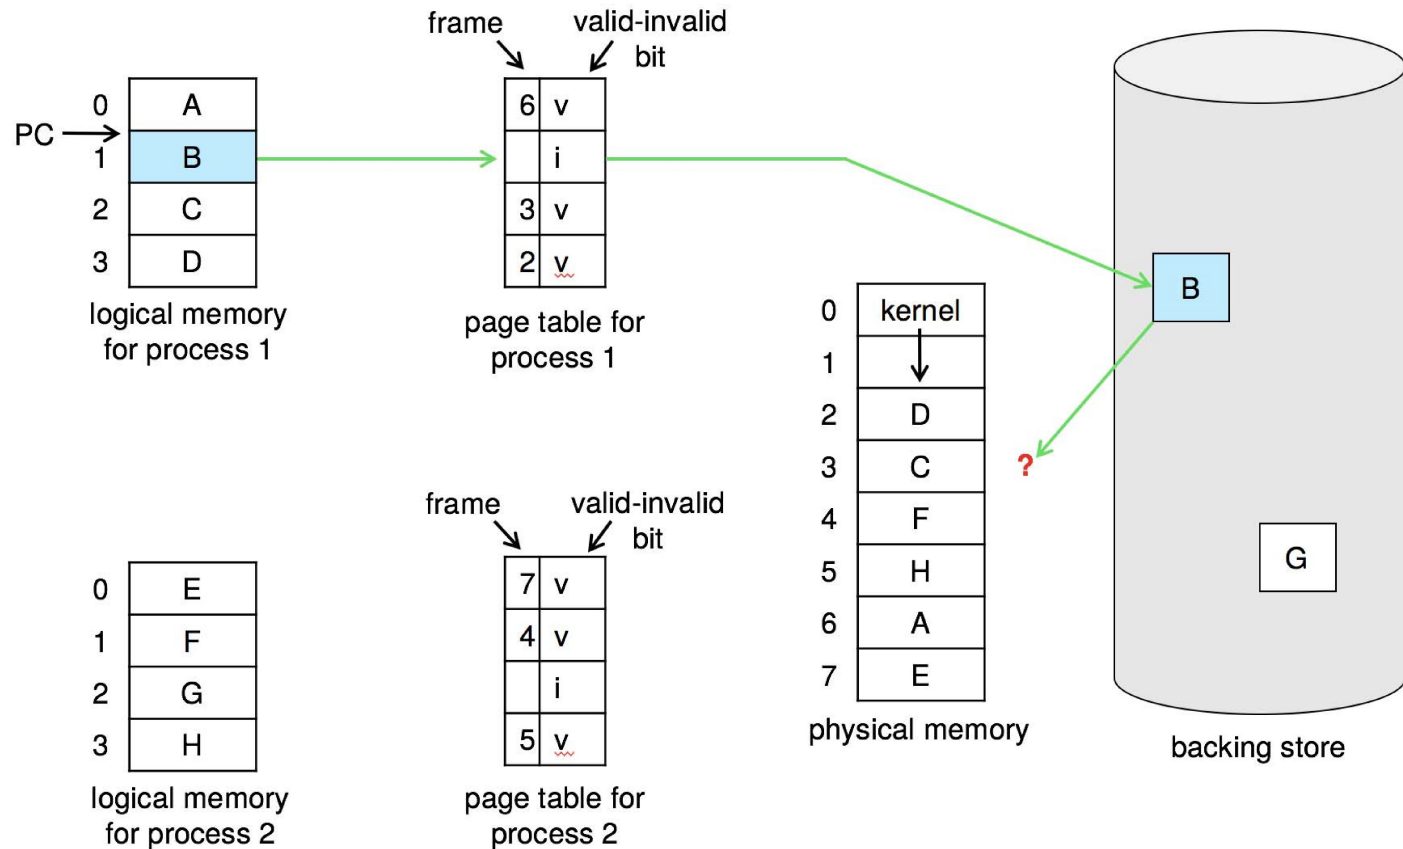 frame
valid-invalid
bit
PC
0 A
1 B
2 C
3 D
logical memory
for process 1
6 v
i
3 v
2 v
page table for
process 1
0 kernel
1
2 D
3 C
4 F
5 H
6 A
7 E
physical memory
?
B
G
backing store
0 E
1 F
2 G
3 H
logical memory
for process 2
frame
valid-invalid
bit
7 v
4 v
i
5 v
page table for
process 2